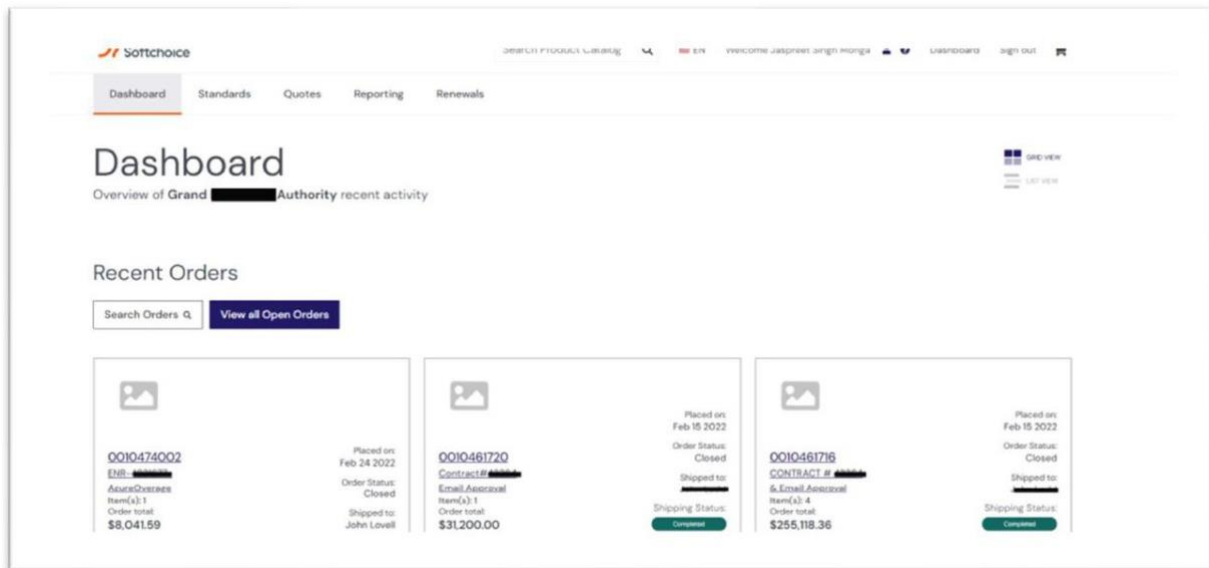 Softchoice
Search Product Catalog EN Welcome Jaspreet Singh Monga Dashboard Sign out
Dashboard Standards Quotes Reporting Renewals
Dashboard
GRID VIEW
Overview of Grand Authority recent activity
LIST VIEW
Recent Orders
Search Orders View all Open Orders
0010474002
ENR-
AzureOverage
Item(s): 1
Order total:
$8,041.59
Placed on:
Feb 24 2022
Order Status:
Closed
Shipped to:
John Lovell
0010461720
Contract#
Email Approval
Item(s): 1
Order total:
$31,200.00
Placed on:
Feb 15 2022
Order Status:
Closed
Shipped to:
Shipping Status:
Completed
0010461716
CONTRACT #
& Email Approval
Item(s): 4
Order total:
$255,118.36
Placed on:
Feb 15 2022
Order Status:
Closed
Shipped to:
Shipping Status:
Completed